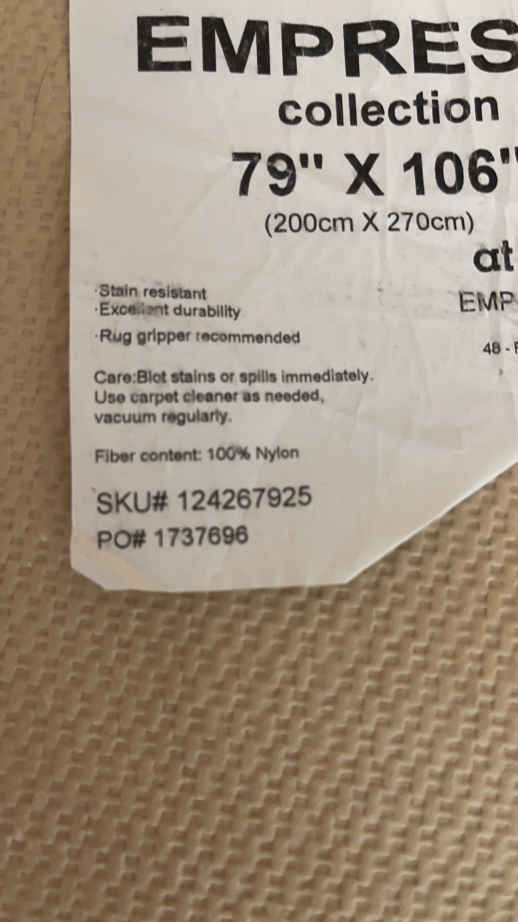 EMPRES
collection
79" X 106"
(200cm X 270cm)
at
EMP
48 - F
·Stain resistant
·Excellent durability
·Rug gripper recommended
Care:Blot stains or spills immediately.
Use carpet cleaner as needed,
vacuum regularly.
Fiber content: 100% Nylon
SKU# 124267925
PO# 1737696